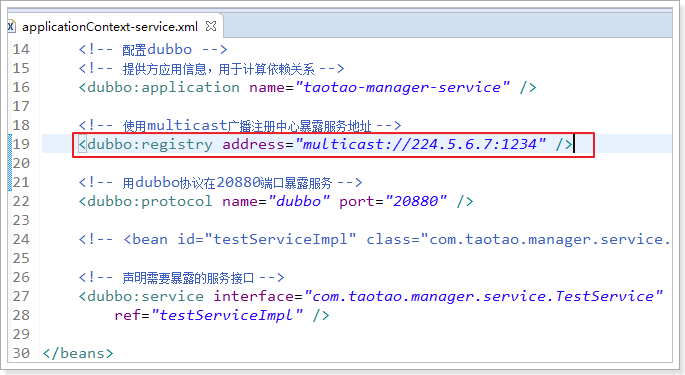 applicationContext-service.xml
14 <!-- 配置dubbo -->
15 <!-- 提供方应用信息，用于计算依赖关系 -->
16 <dubbo:application name="taotao-manager-service" />
17
18 <!-- 使用multicast广播注册中心暴露服务地址 -->
19 <dubbo:registry address="multicast://224.5.6.7:1234" />
20
21 <!-- 用dubbo协议在20880端口暴露服务 -->
22 <dubbo:protocol name="dubbo" port="20880" />
23
24 <!-- <bean id="testServiceImpl" class="com.taotao.manager.service.
25
26 <!-- 声明需要暴露的服务接口 -->
27 <dubbo:service interface="com.taotao.manager.service.TestService"
28 ref="testServiceImpl" />
29
30 </beans>